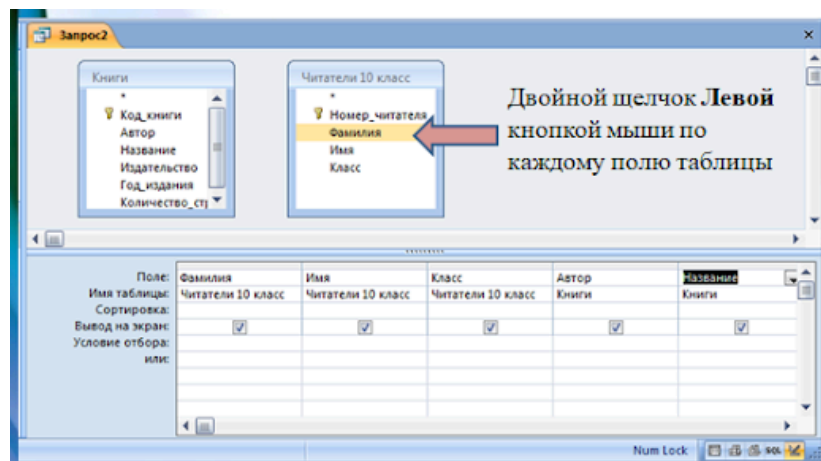 Запрос2
Книги
*
Код_книги
Автор
Название
Издательство
Год_издания
Количество_стр
Читатели 10 класс
*
Номер_читателя
Фамилия
Имя
Класс
Двойной щелчок Левой
кнопкой мыши по
каждому полю таблицы
Поле: Фамилия Имя Класс Автор Название
Имя таблицы: Читатели 10 класс Читатели 10 класс Читатели 10 класс Книги Книги
Сортировка:
Вывод на экран:
Условие отбора:
или:
Num Lock SQL